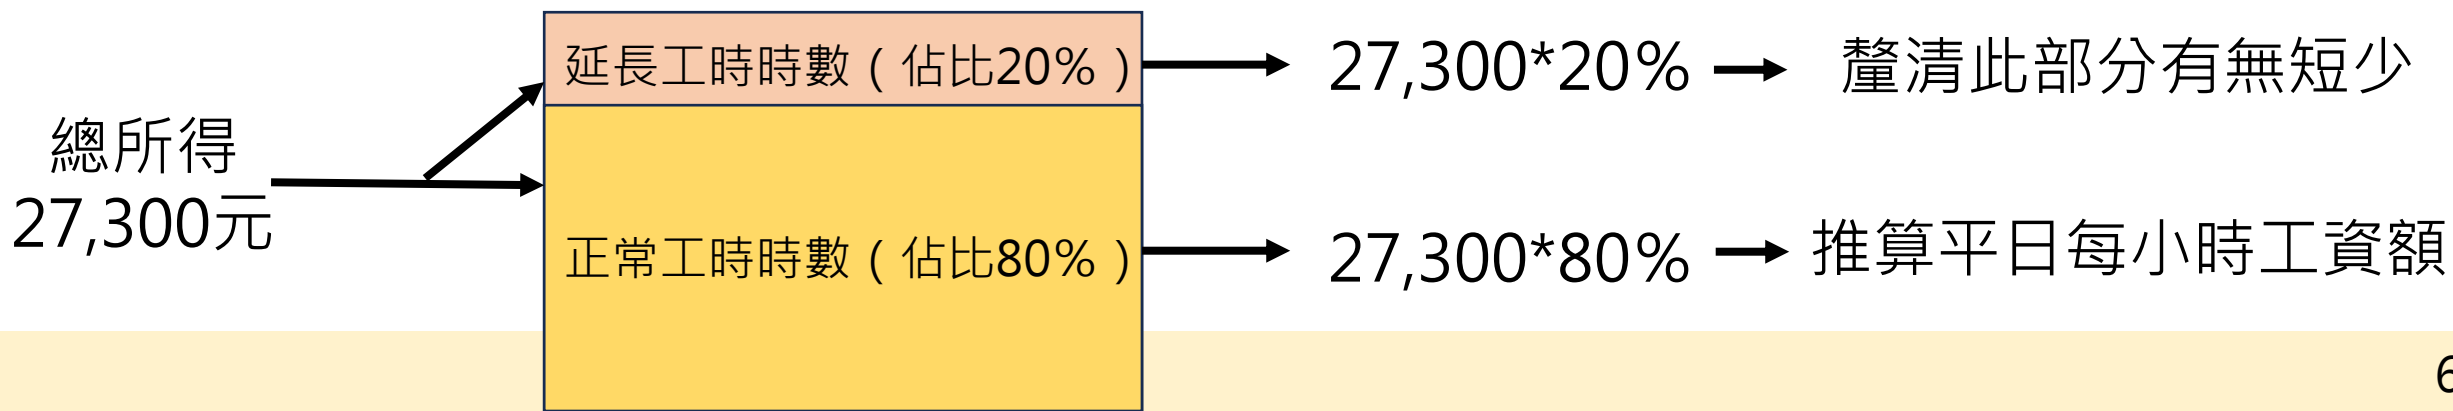 總所得
27,300元
延長工時時數（佔比20%）
27,300*20%
釐清此部分有無短少
正常工時時數（佔比80%）
27,300*80%
推算平日每小時工資額
6